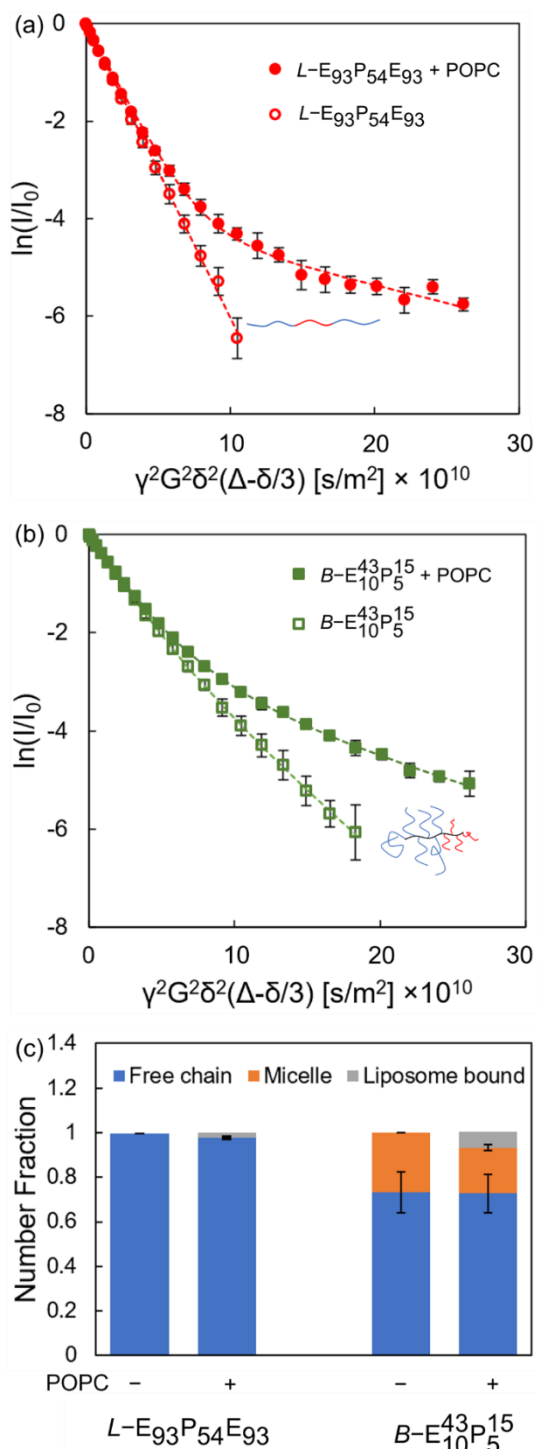 (a)
0
-2
-4
-6
-8
ln(I/I₀)
L−E₉₃P₅₄E₉₃ + POPC
L−E₉₃P₅₄E₉₃
0 10 20 30
γ²G²δ²(Δ-δ/3) [s/m²] × 10¹⁰
(b)
0
-2
-4
-6
-8
ln(I/I₀)
B−E₁₀⁴³P₅¹⁵ + POPC
B−E₁₀⁴³P₅¹⁵
0 10 20 30
γ²G²δ²(Δ-δ/3) [s/m²] ×10¹⁰
(c)
1.4
1.2
1
0.8
0.6
0.4
0.2
0
Number Fraction
Free chain Micelle Liposome bound
POPC − + − +
L−E₉₃P₅₄E₉₃ B−E₁₀⁴³P₅¹⁵